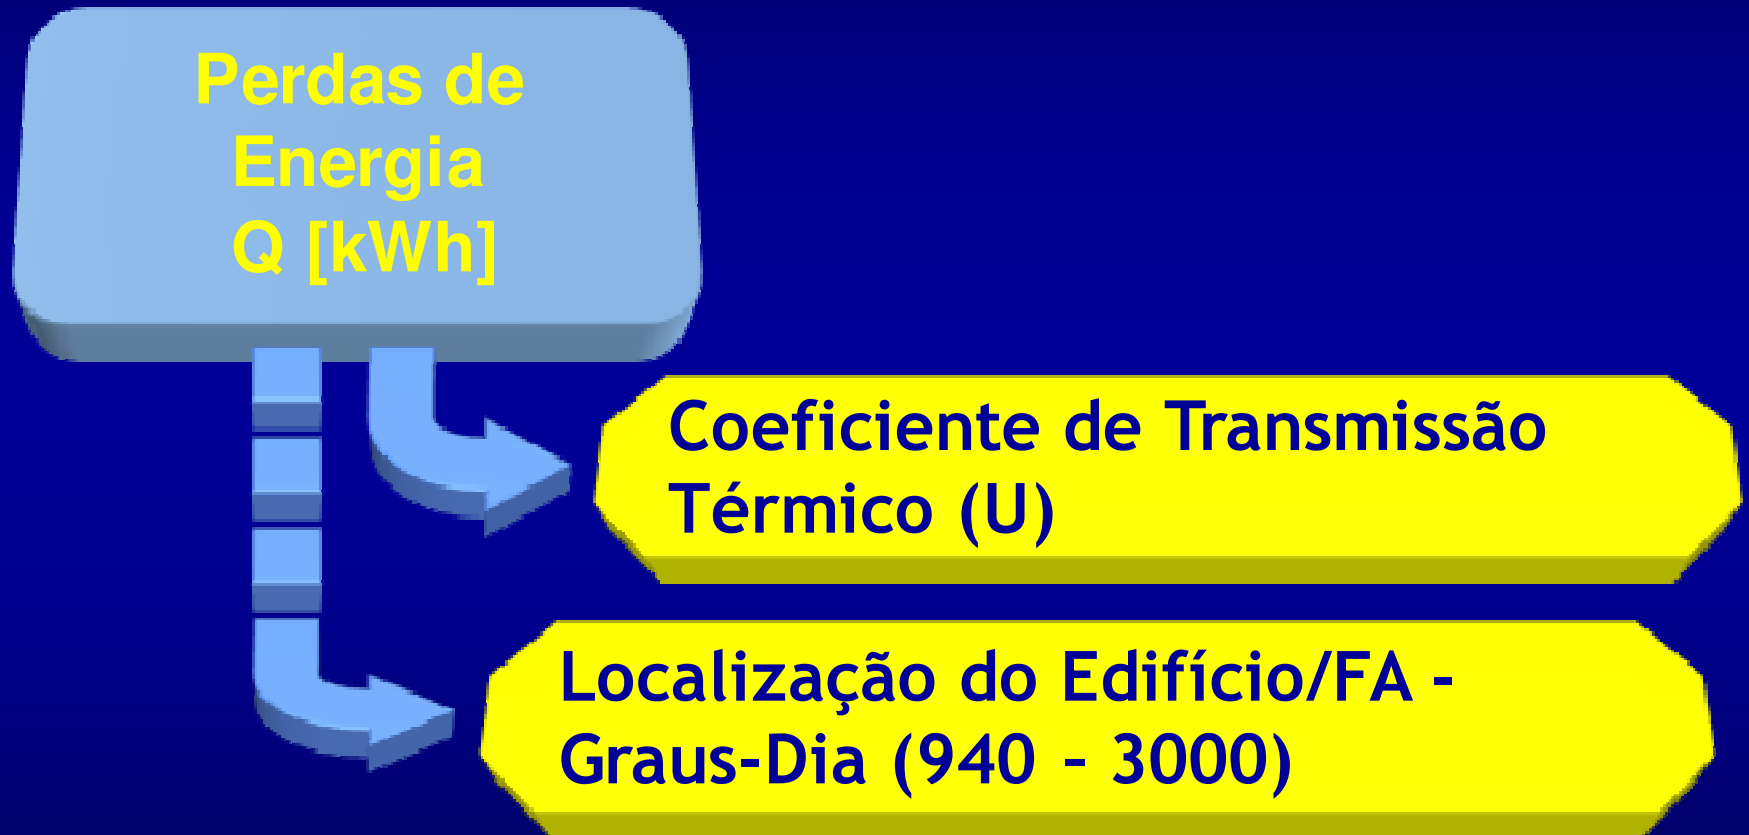 Perdas de
Energia
Q [kWh]
Coeficiente de Transmissão
Térmico (U)
Localização do Edifício/FA -
Graus-Dia (940 – 3000)